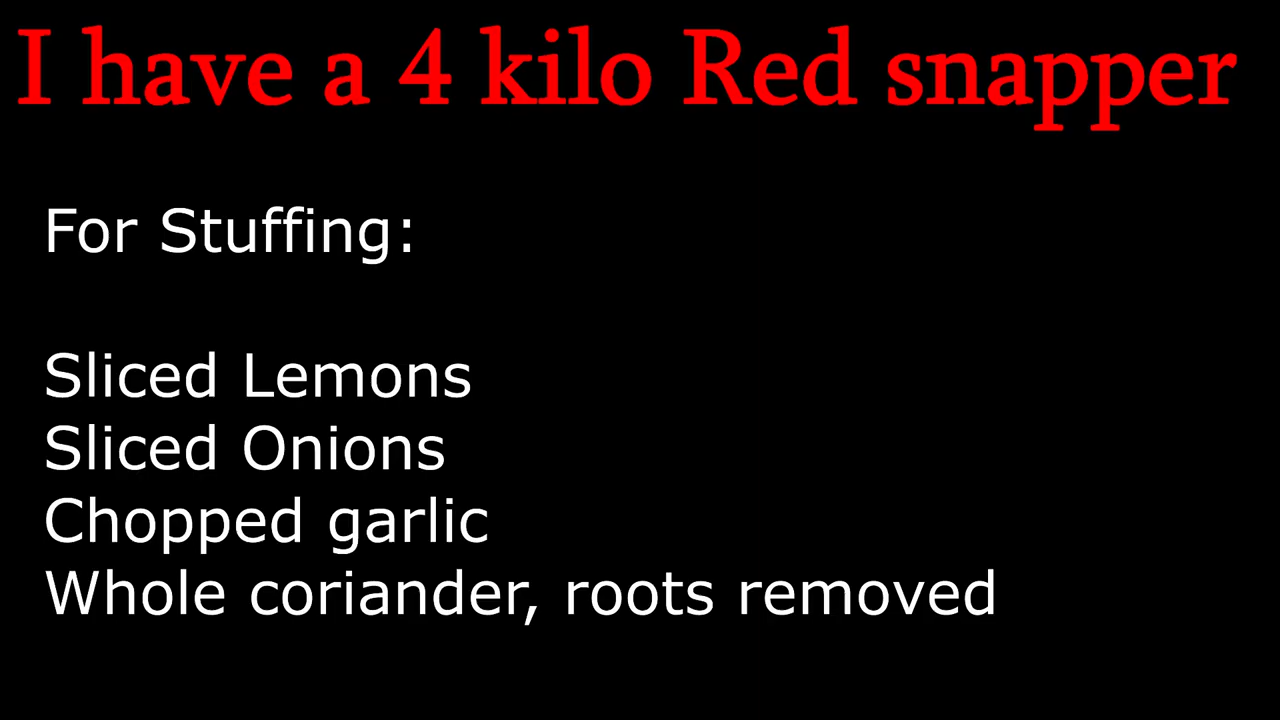 I have a 4 kilo Red snapper
For Stuffing:
Sliced Lemons
Sliced Onions
Chopped garlic
Whole coriander, roots removed